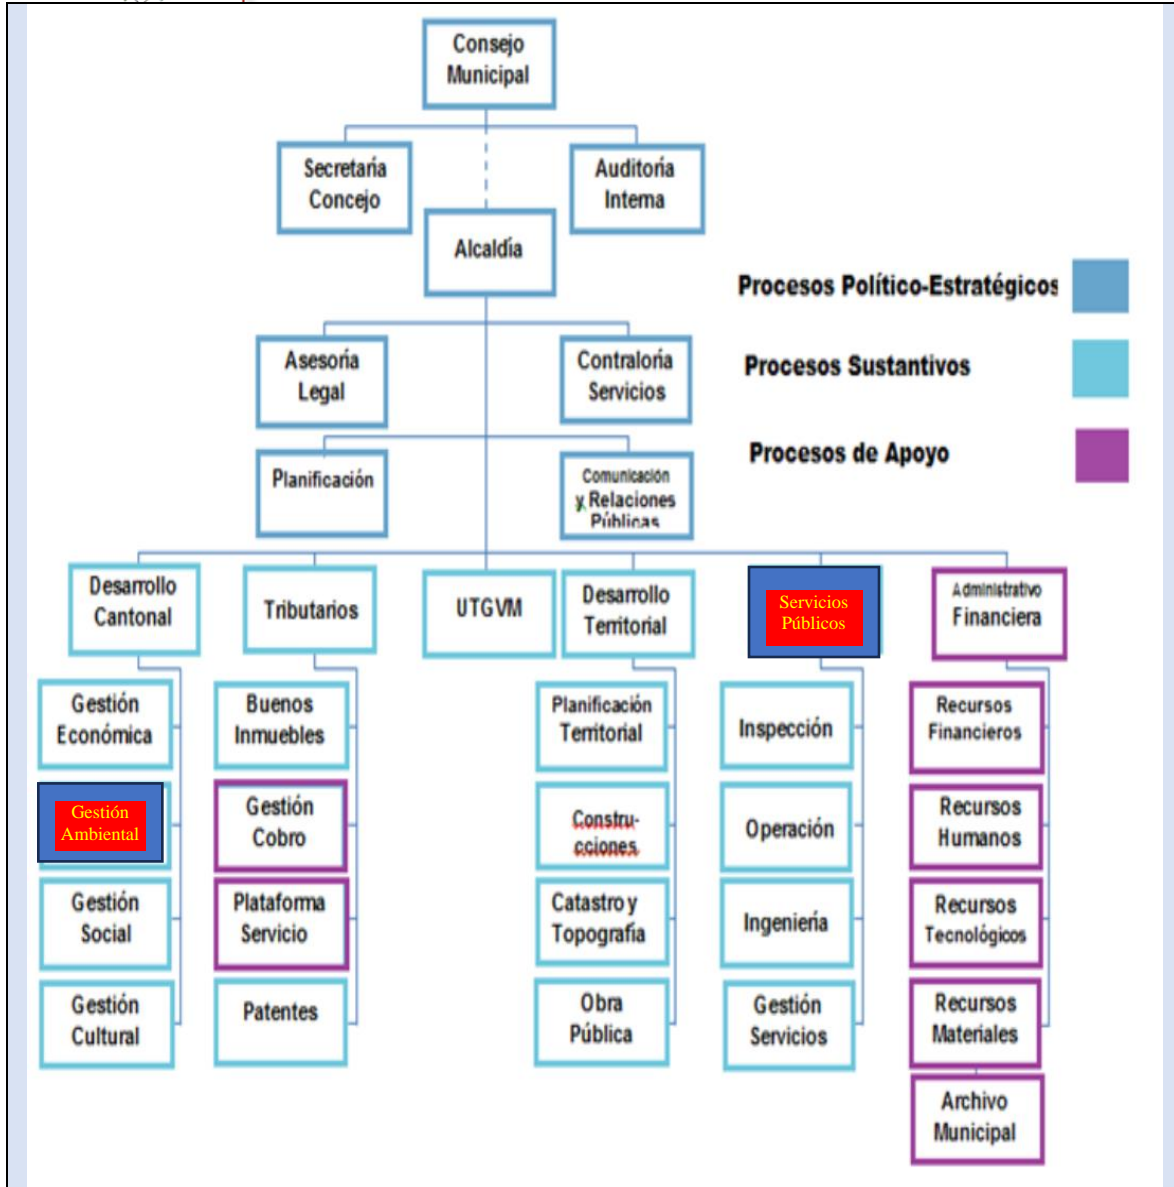 Consejo
Municipal
Secretaría
Concejo
Auditoría
Interna
Alcaldía
Procesos Político-Estratégicos
Procesos Sustantivos
Procesos de Apoyo
Asesoría
Legal
Contraloría
Servicios
Planificación
Comunicación
y Relaciones
Públicas
Desarrollo
Cantonal
Tributarios
UTGVM
Desarrollo
Territorial
Servicios
Públicos
Administrativo
Financiera
Gestión
Económica
Buenos
Inmuebles
Planificación
Territorial
Inspección
Recursos
Financieros
Gestión
Ambiental
Gestión
Cobro
Constru-
cciones
Operación
Recursos
Humanos
Gestión
Social
Plataforma
Servicio
Catastro y
Topografía
Ingeniería
Recursos
Tecnológicos
Gestión
Cultural
Patentes
Obra
Pública
Gestión
Servicios
Recursos
Materiales
Archivo
Municipal